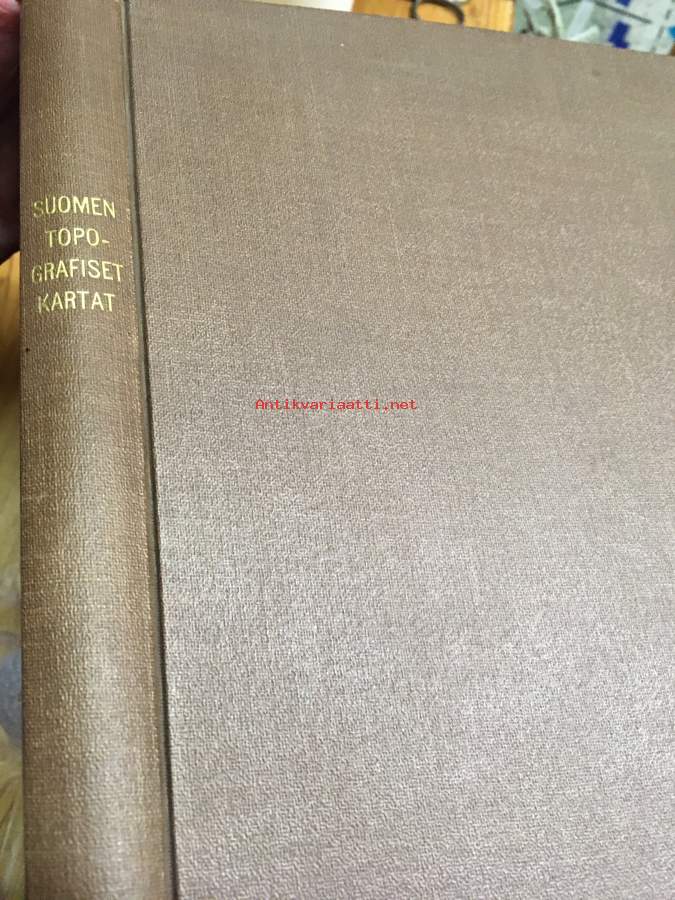 SUOMEN
TOPO-
GRAFISET
KARTAT
Antikvariaatti.net